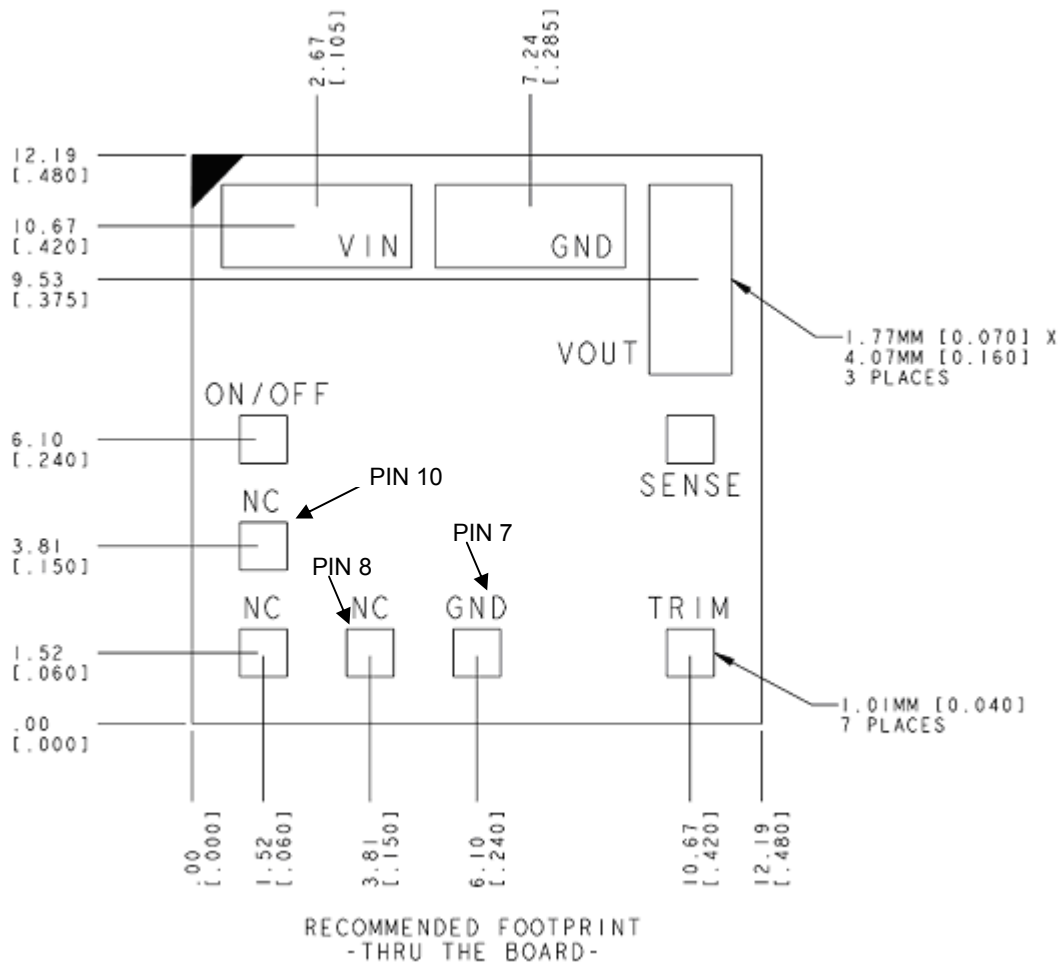 2.67
[.105]
7.24
[.285]
12.19
[.480]
10.67
[.420]
VIN
GND
9.53
[.375]
1.77MM [0.070] X
4.07MM [0.160]
3 PLACES
VOUT
ON/OFF
6.10
[.240]
SENSE
PIN 10
NC
3.81
[.150]
PIN 7
PIN 8
NC
NC
GND
TRIM
1.52
[.060]
1.01MM [0.040]
7 PLACES
.00
[.000]
.00
[.000]
1.52
[.060]
3.81
[.150]
6.10
[.240]
10.67
[.420]
12.19
[.480]
RECOMMENDED FOOTPRINT
-THRU THE BOARD-